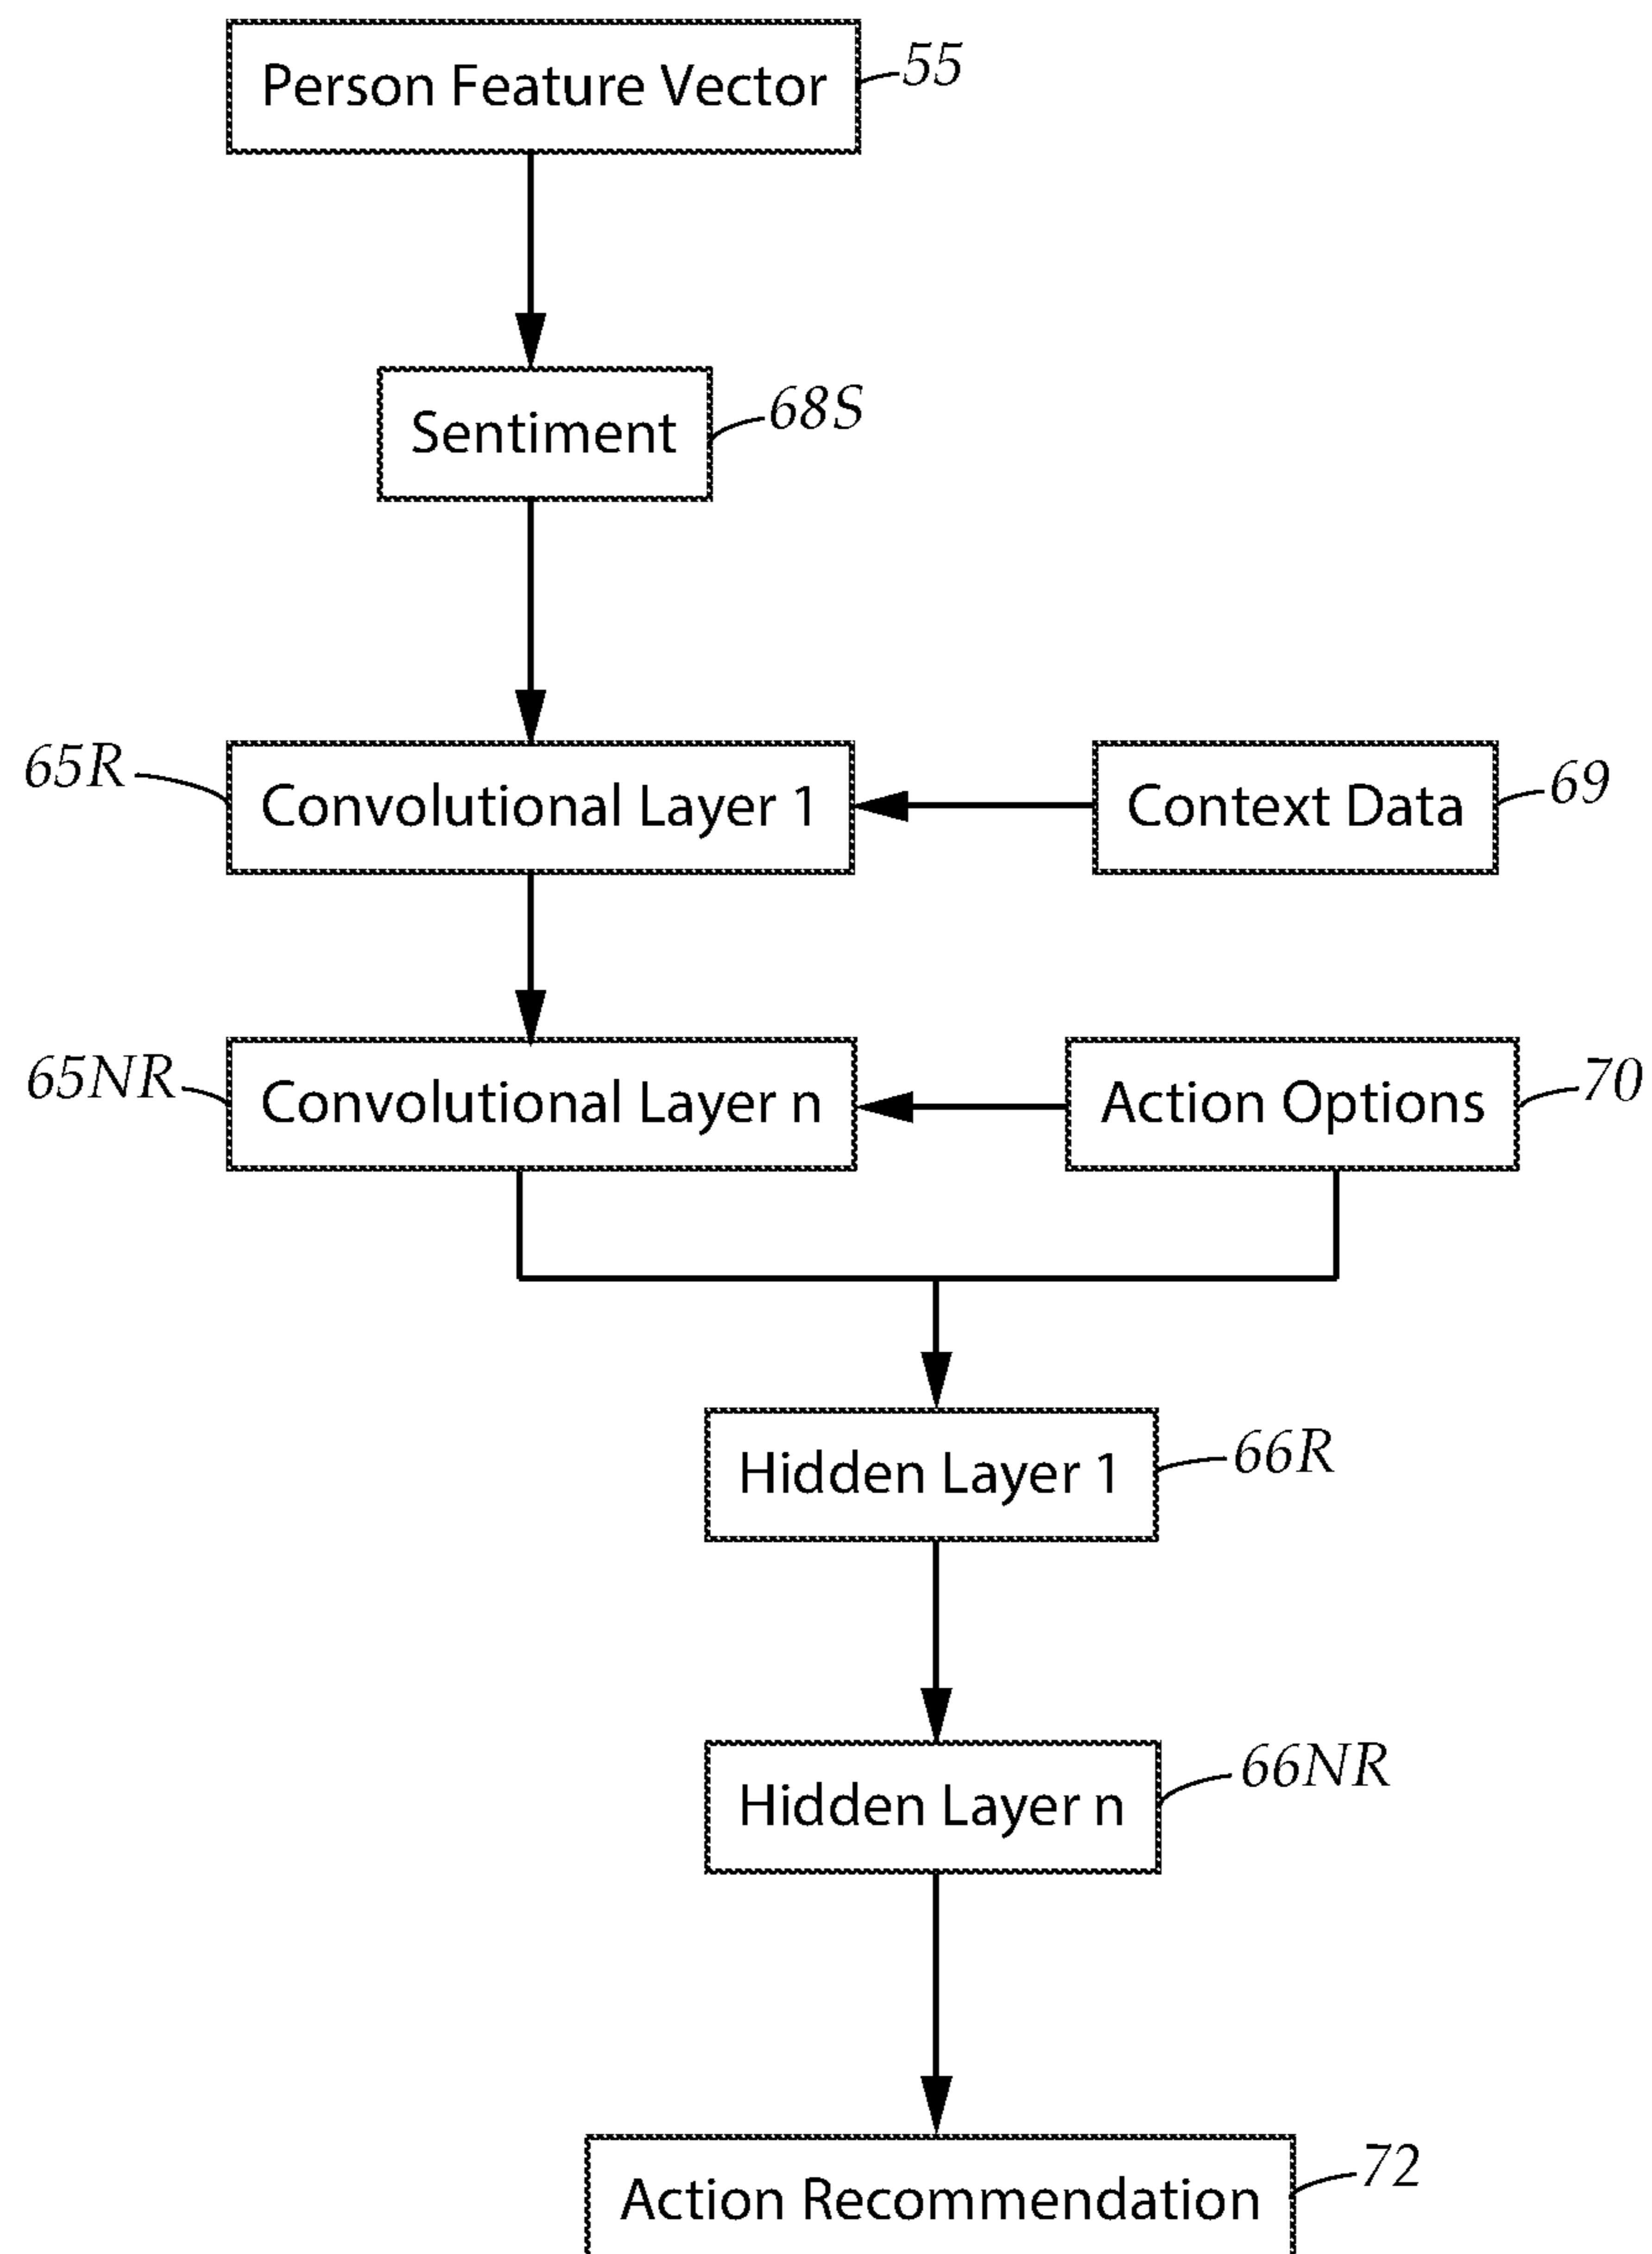 Person Feature Vector
55
Sentiment
68S
65R
Convolutional Layer 1
Context Data
69
65NR
Convolutional Layer n
Action Options
70
Hidden Layer 1
66R
Hidden Layer n
66NR
Action Recommendation
72